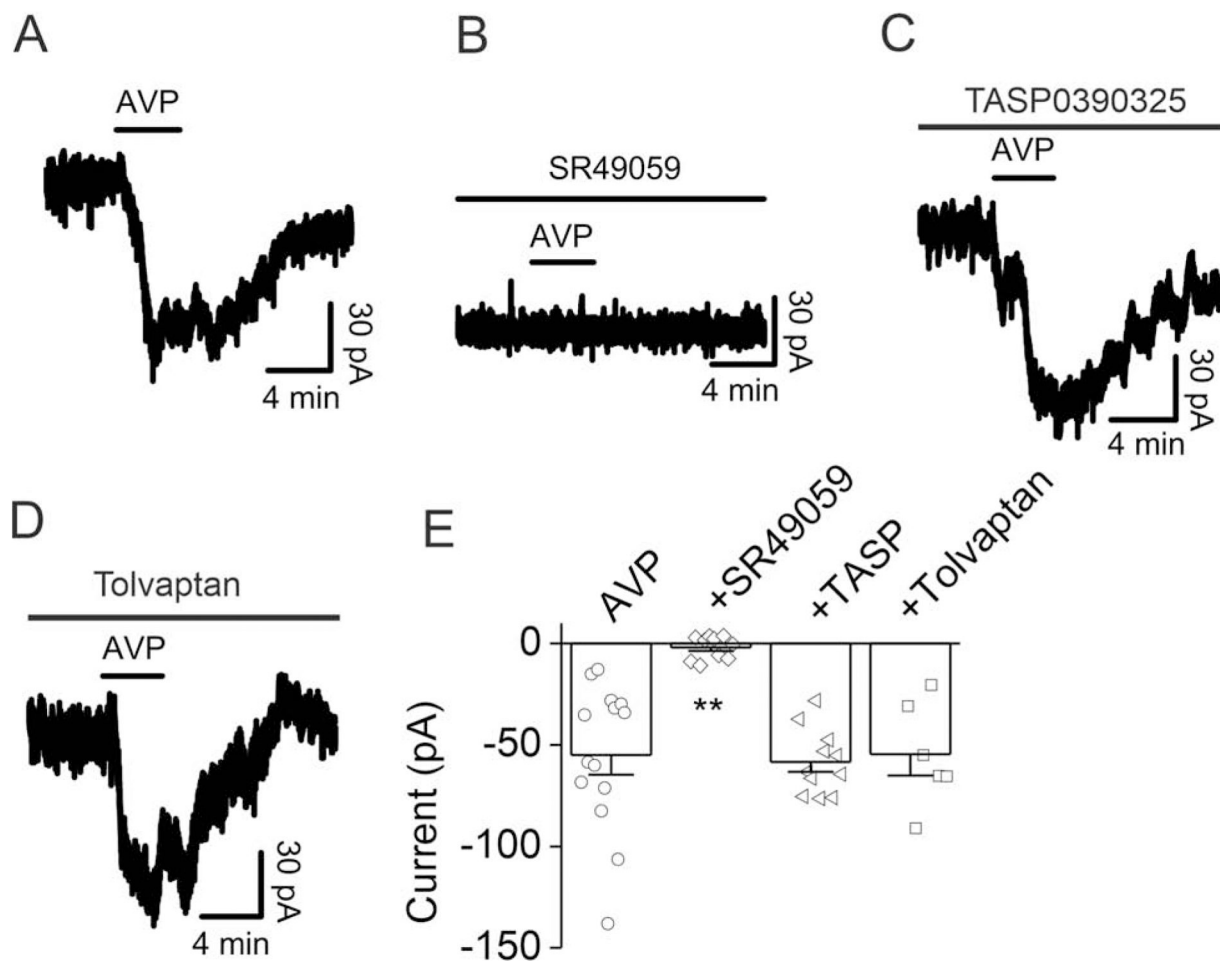 A
AVP
30 pA
4 min
B
SR49059
AVP
30 pA
4 min
C
TASP0390325
AVP
30 pA
4 min
D
Tolvaptan
AVP
30 pA
4 min
E
AVP
+SR49059
+TASP
+Tolvaptan
Current (pA)
0
-50
-100
-150
**